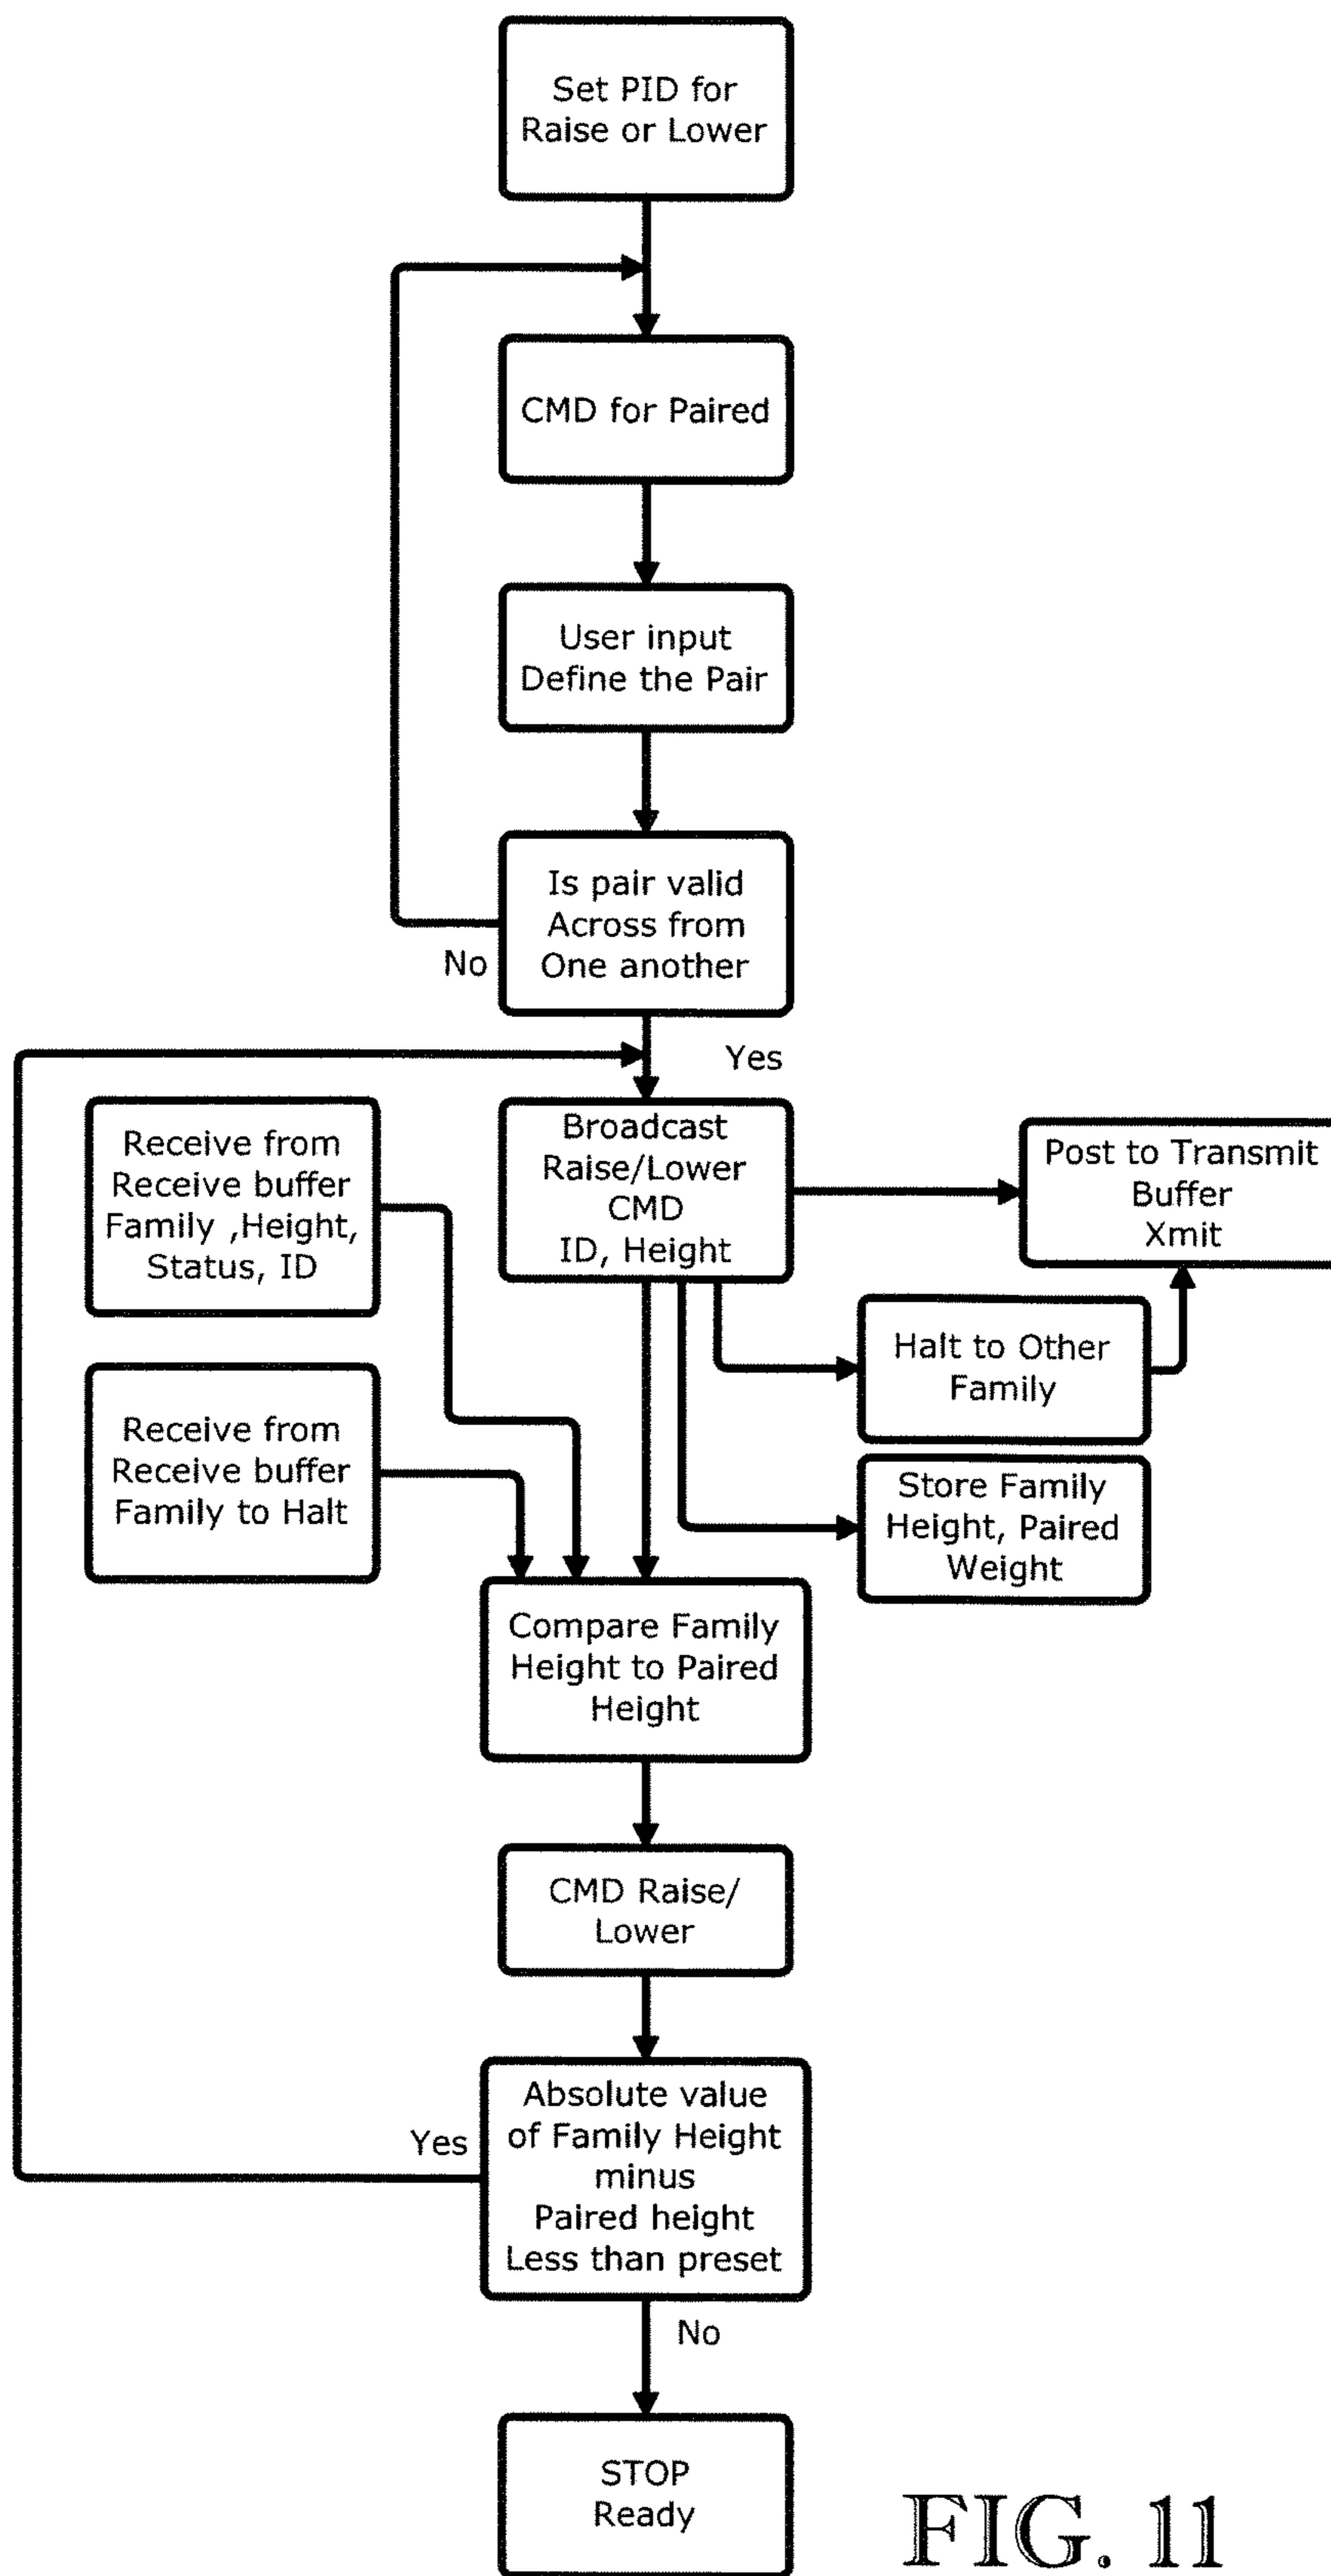 Set PID for
Raise or Lower
CMD for Paired
User input
Define the Pair
Is pair valid
Across from
One another
No
Yes
Receive from
Receive buffer
Family ,Height,
Status, ID
Broadcast
Raise/Lower
CMD
ID, Height
Post to Transmit
Buffer
Xmit
Halt to Other
Family
Receive from
Receive buffer
Family to Halt
Store Family
Height, Paired
Weight
Compare Family
Height to Paired
Height
CMD Raise/
Lower
Absolute value
of Family Height
minus
Paired height
Less than preset
Yes
No
STOP
Ready
FIG. 11